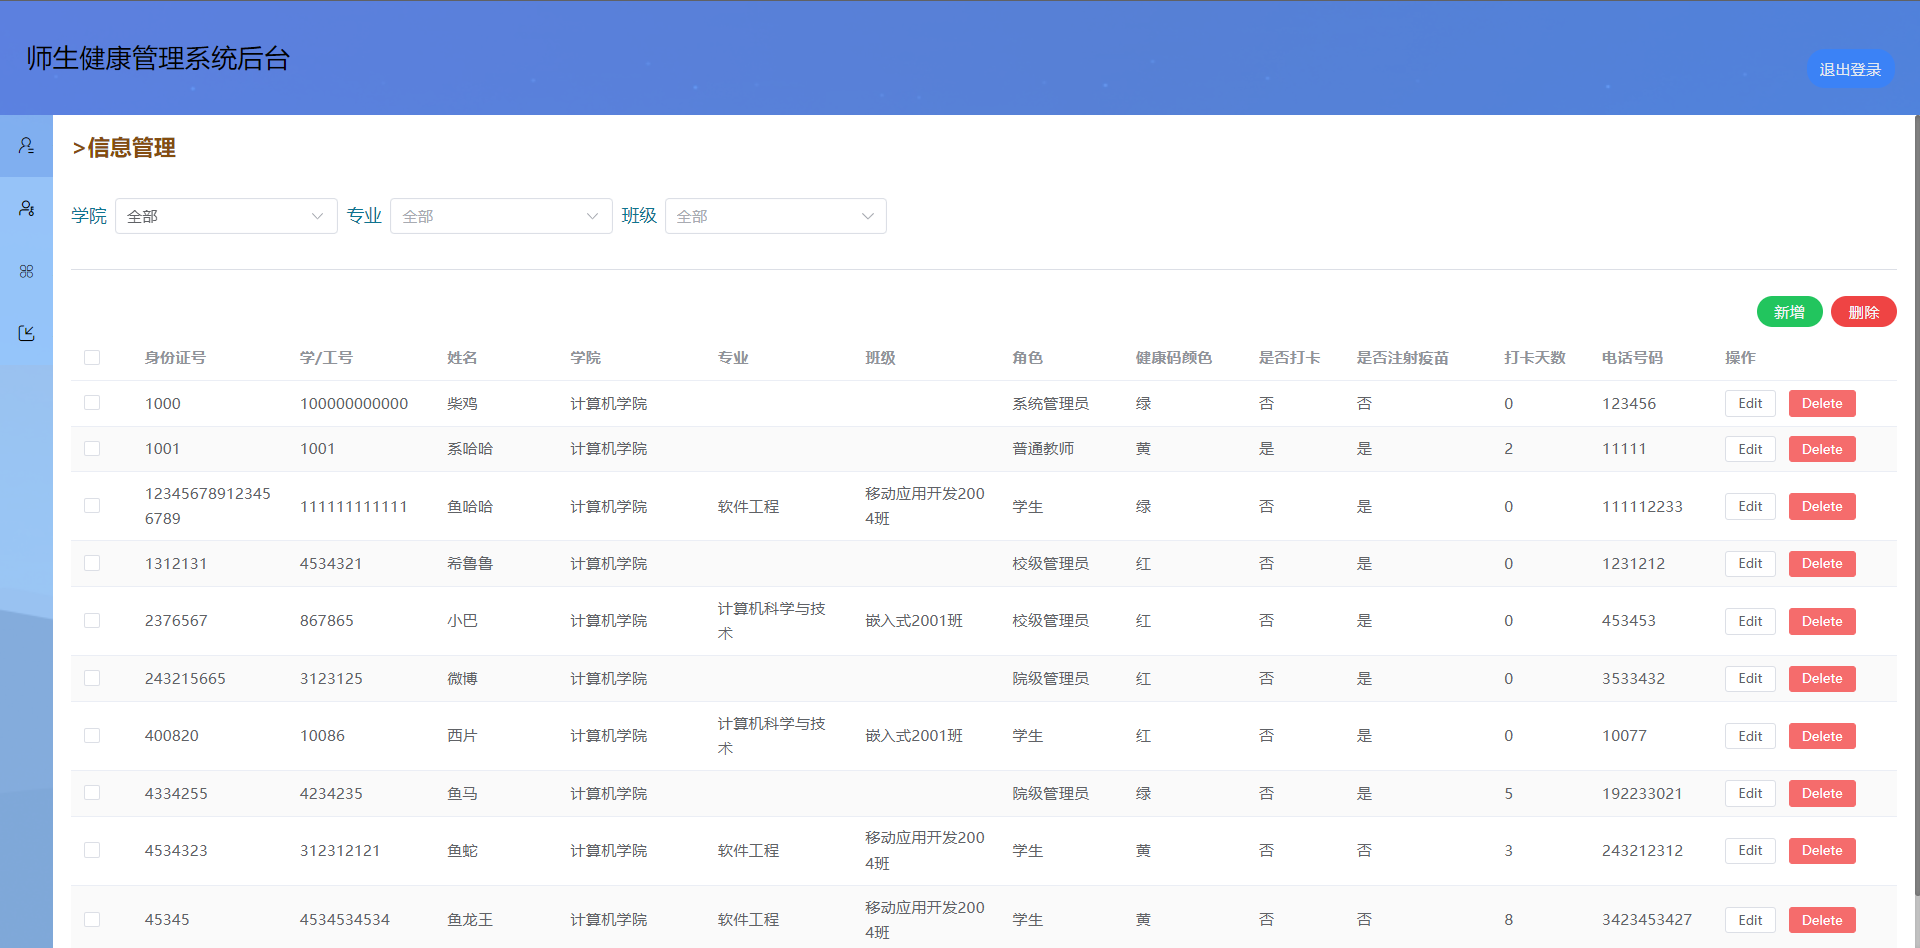 师生健康管理系统后台
退出登录
>信息管理
学院 全部 专业 全部 班级 全部
新增 删除
身份证号 学/工号 姓名 学院 专业 班级 角色 健康码颜色 是否打卡 是否注射疫苗 打卡天数 电话号码 操作
1000 100000000000 柴鸡 计算机学院 系统管理员 绿 否 否 0 123456 Edit Delete
1001 1001 系哈哈 计算机学院 普通教师 黄 是 是 2 11111 Edit Delete
12345678912345
6789 111111111111 鱼哈哈 计算机学院 软件工程 移动应用开发200
4班 学生 绿 否 是 0 111112233 Edit Delete
1312131 4534321 希鲁鲁 计算机学院 校级管理员 红 否 是 0 1231212 Edit Delete
2376567 867865 小巴 计算机学院 计算机科学与技
术 嵌入式2001班 校级管理员 红 否 是 0 453453 Edit Delete
243215665 3123125 微博 计算机学院 院级管理员 红 否 是 0 3533432 Edit Delete
400820 10086 西片 计算机学院 计算机科学与技
术 嵌入式2001班 学生 红 否 是 0 10077 Edit Delete
4334255 4234235 鱼马 计算机学院 院级管理员 绿 否 是 5 192233021 Edit Delete
4534323 312312121 鱼蛇 计算机学院 软件工程 移动应用开发200
4班 学生 黄 否 否 3 243212312 Edit Delete
45345 4534534534 鱼龙王 计算机学院 软件工程 移动应用开发200
4班 学生 黄 否 否 8 3423453427 Edit Delete